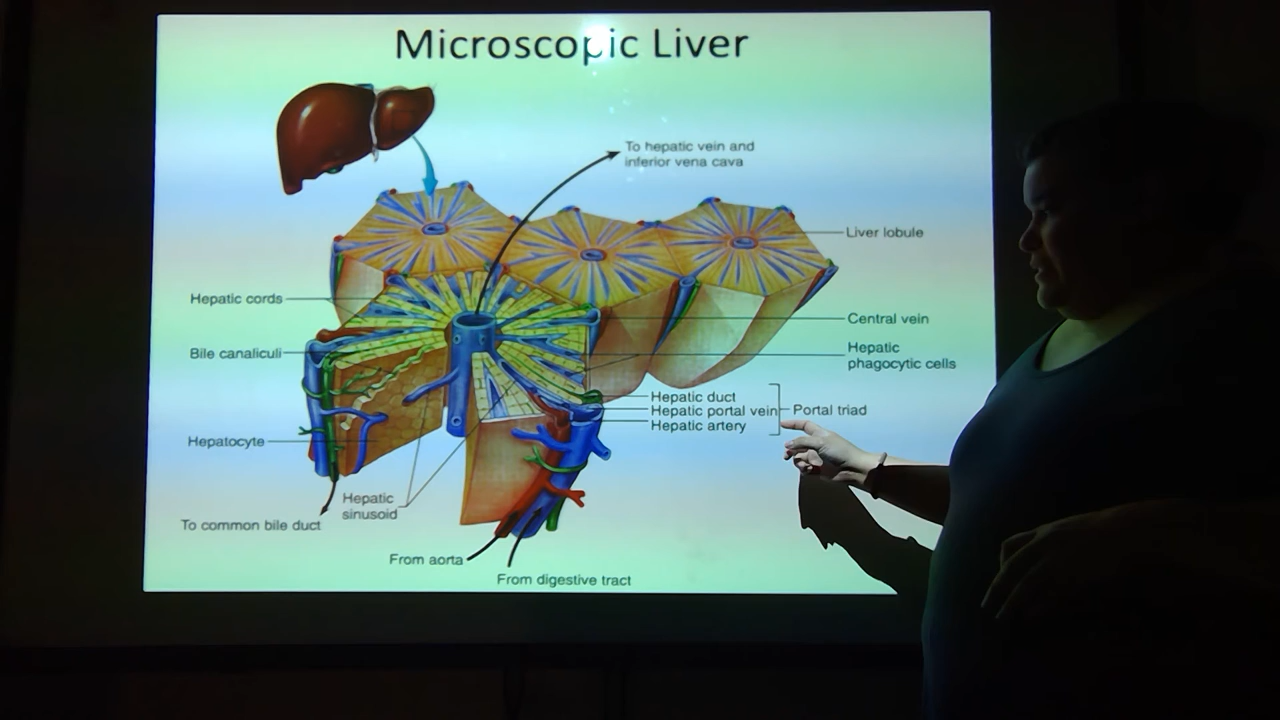 Microscopic Liver
To hepatic vein and
inferior vena cava
Liver lobule
Hepatic cords
Central vein
Bile canaliculi
Hepatic
phagocytic cells
Hepatic duct
Hepatic portal vein
Hepatic artery
Portal triad
Hepatocyte
Hepatic
sinusoid
To common bile duct
From aorta
From digestive tract